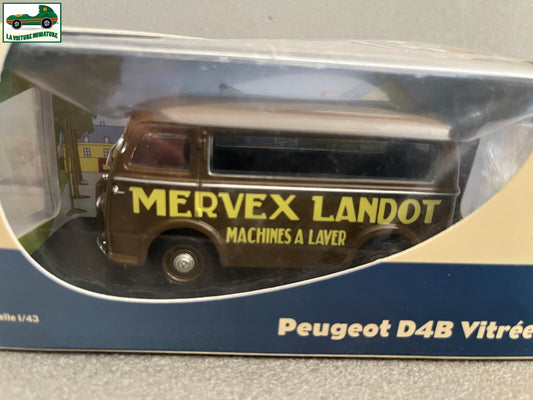 LA VOITURE MINIATURE
MERVEX LANDOT
MACHINES A LAVER
elle 1/43
Peugeot D4B Vitrée